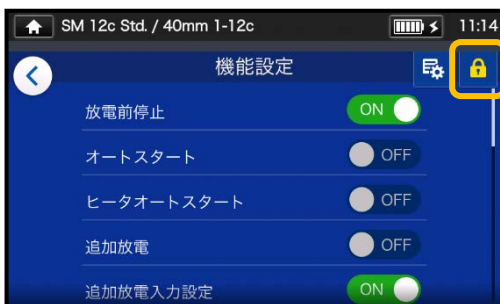 SM 12c Std. / 40mm 1-12c 11:14
機能設定
放電前停止 ON
オートスタート OFF
ヒータオートスタート OFF
追加放電 OFF
追加放電入力設定 ON